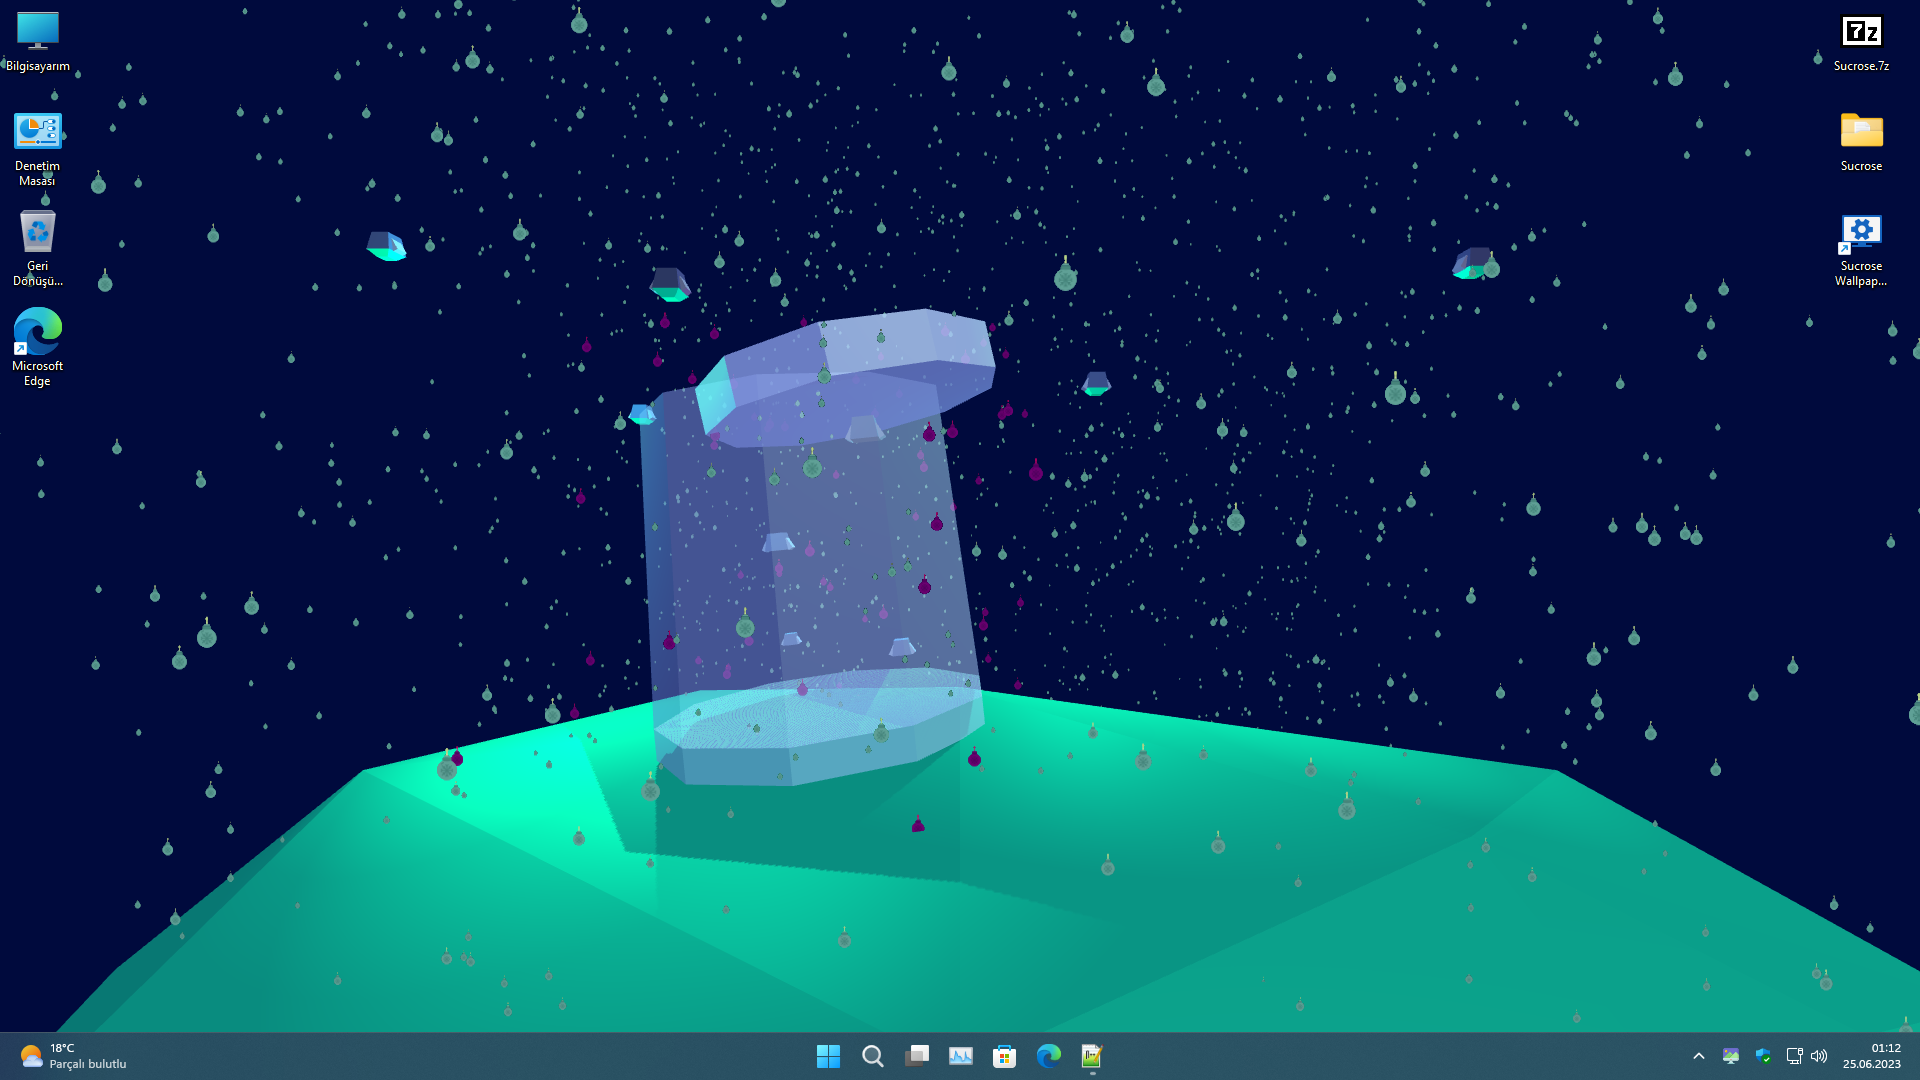 Bilgisayarım
Denetim
Masası
Geri
Dönüşü...
Microsoft
Edge
7z
Sucrose.7z
Sucrose
Sucrose
Wallpap...
18°C
Parçalı bulutlu
01:12
25.06.2023